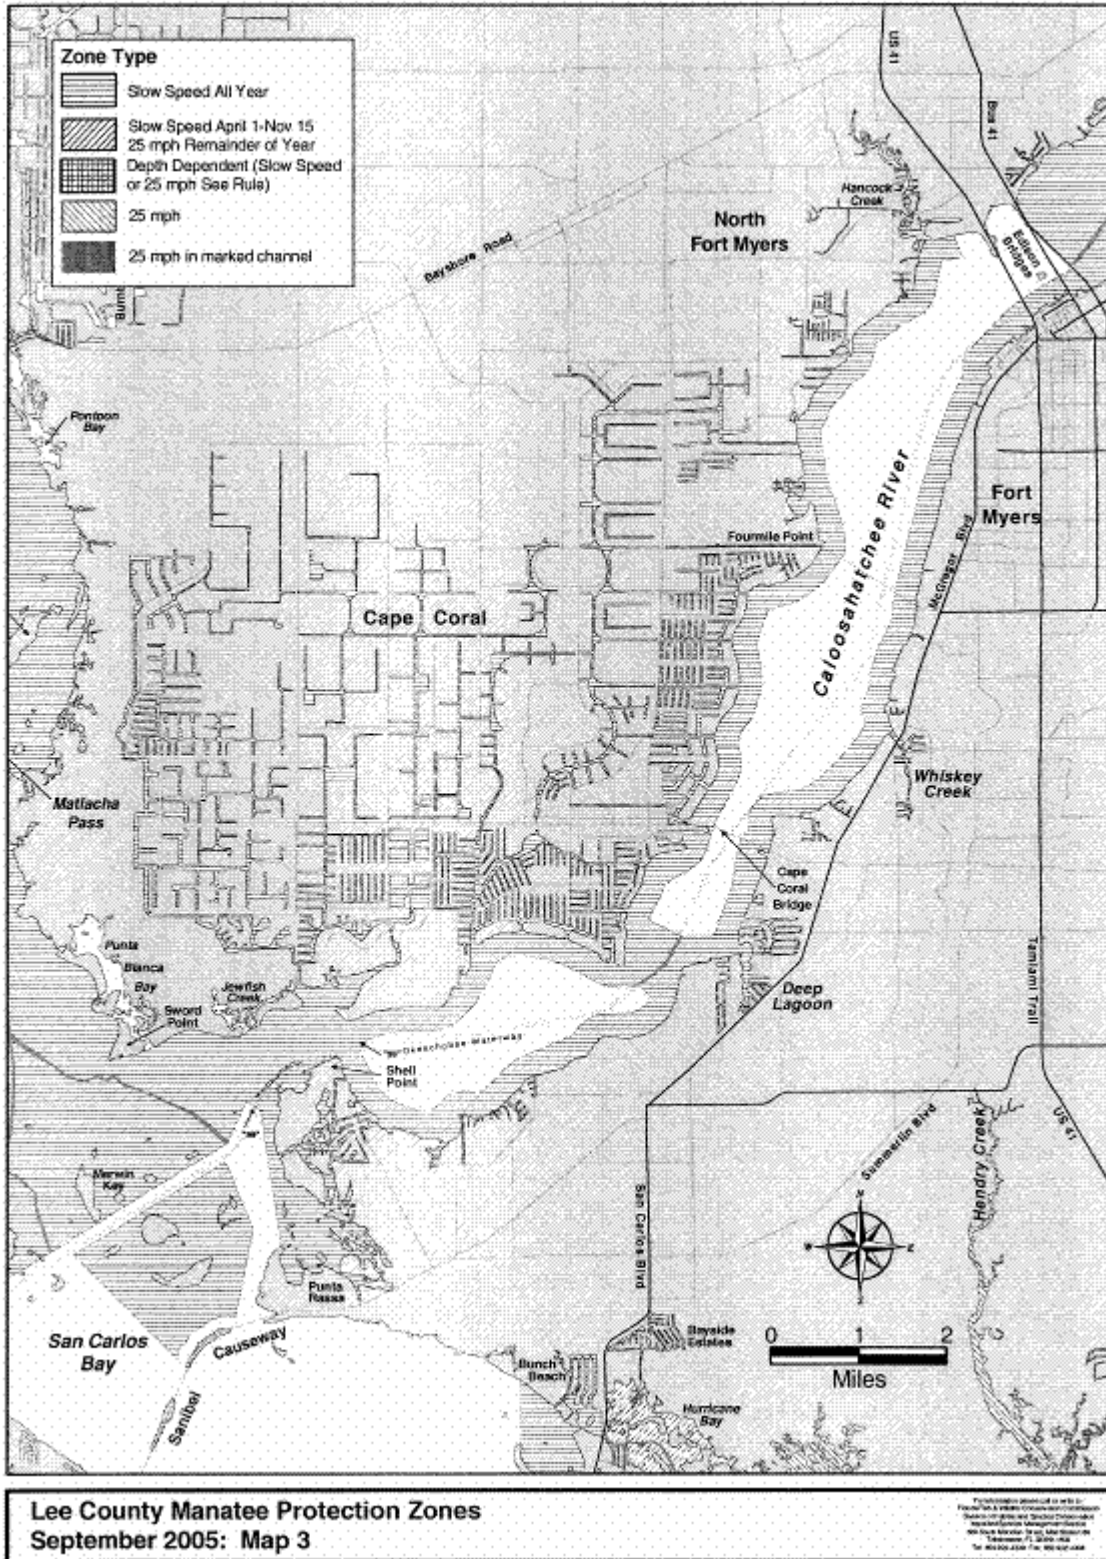 Zone Type
Slow Speed All Year
Slow Speed April 1-Nov 15
25 mph Remainder of Year
Depth Dependent (Slow Speed
or 25 mph See Rule)
25 mph
25 mph in marked channel
US 41
Bus 41
Hancock
Creek
North
Fort Myers
Edison
Bridges
Bayshore Road
Burnt
Pontoon
Bay
Caloosahatchee River
Fort
Myers
McGregor Blvd
Fourmile Point
Cape Coral
Whiskey
Creek
Matlacha
Pass
Cape
Coral
Bridge
Tamiami Trail
Punta
Blanca
Bay
Jewfish
Creek
Sword
Point
Deep
Lagoon
Okeechobee Waterway
Shell
Point
US 41
Summerlin Blvd
Hendry Creek
Merwin
Kay
San Carlos Blvd
N
W
E
S
Punta
Rassa
San Carlos
Bay
Causeway
Sanibel
Bayside
Estates
Bunch
Beach
Hurricane
Bay
0 1 2
Miles
Lee County Manatee Protection Zones
September 2005: Map 3